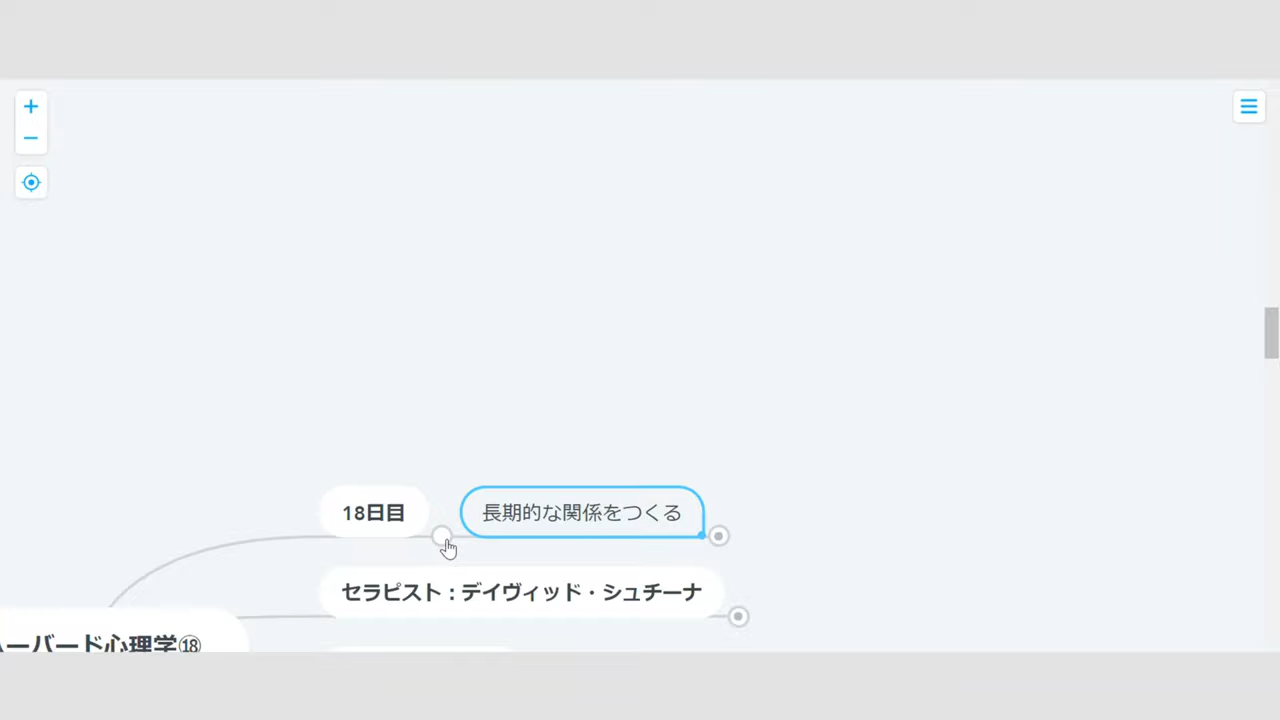 18日目
長期的な関係をつくる
セラピスト：デイヴィッド・シュチーナ
ハーバード心理学⑱